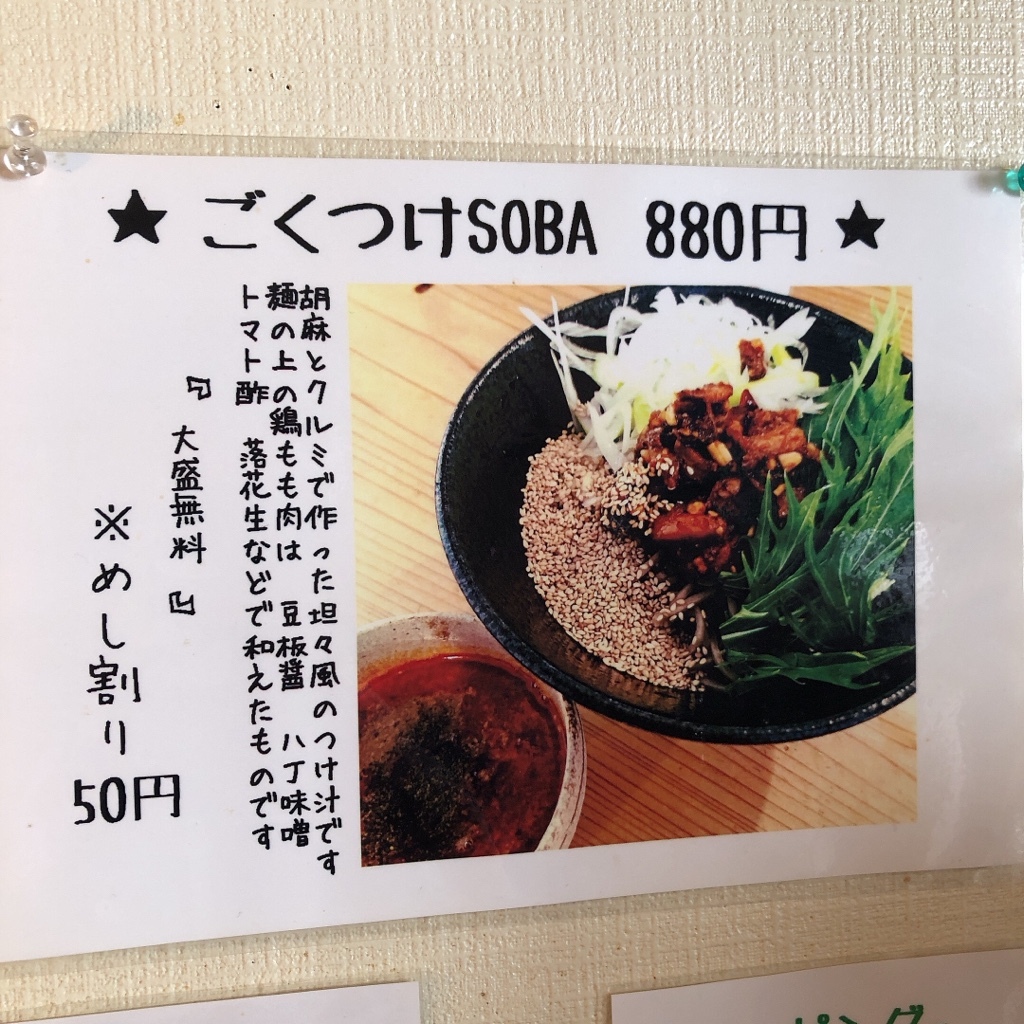 ★ごくつけSOBA 880円★
胡麻とクルミで作った坦々風のつけ汁です
麺の上の鶏もも肉は 豆板醤 八丁味噌
トマト酢 落花生などで和えたものです
『 大盛無料 』
※めし割り
50円
ピング